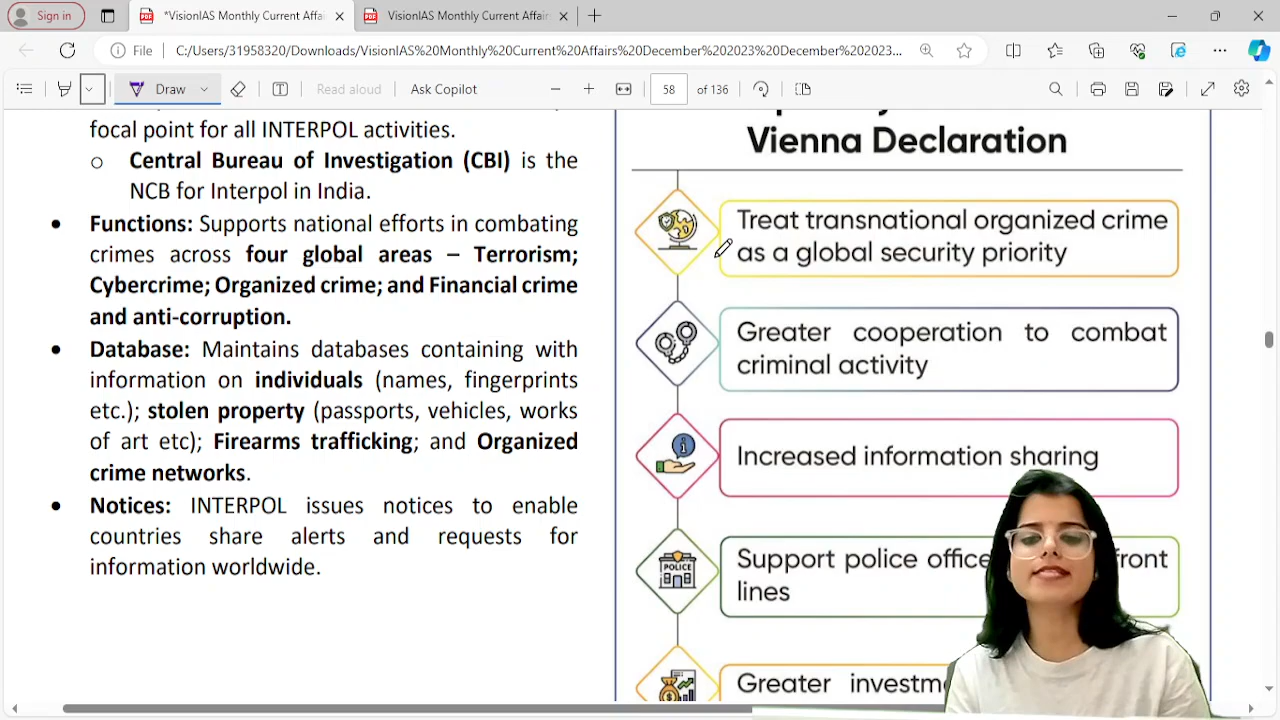 Sign in
*VisionIAS Monthly Current Affai
VisionIAS Monthly Current Affair
File
C:/Users/31958320/Downloads/VisionIAS%20Monthly%20Current%20Affairs%20December%202023%20December%202023...
Draw
Read aloud
Ask Copilot
58
of 136
focal point for all INTERPOL activities.
o Central Bureau of Investigation (CBI) is the
NCB for Interpol in India.
• Functions: Supports national efforts in combating
crimes across four global areas – Terrorism;
Cybercrime; Organized crime; and Financial crime
and anti-corruption.
• Database: Maintains databases containing with
information on individuals (names, fingerprints
etc.); stolen property (passports, vehicles, works
of art etc); Firearms trafficking; and Organized
crime networks.
• Notices: INTERPOL issues notices to enable
countries share alerts and requests for
information worldwide.
Vienna Declaration
Treat transnational organized crime
as a global security priority
Greater cooperation to combat
criminal activity
Increased information sharing
POLICE
Support police office front
lines
Greater investm